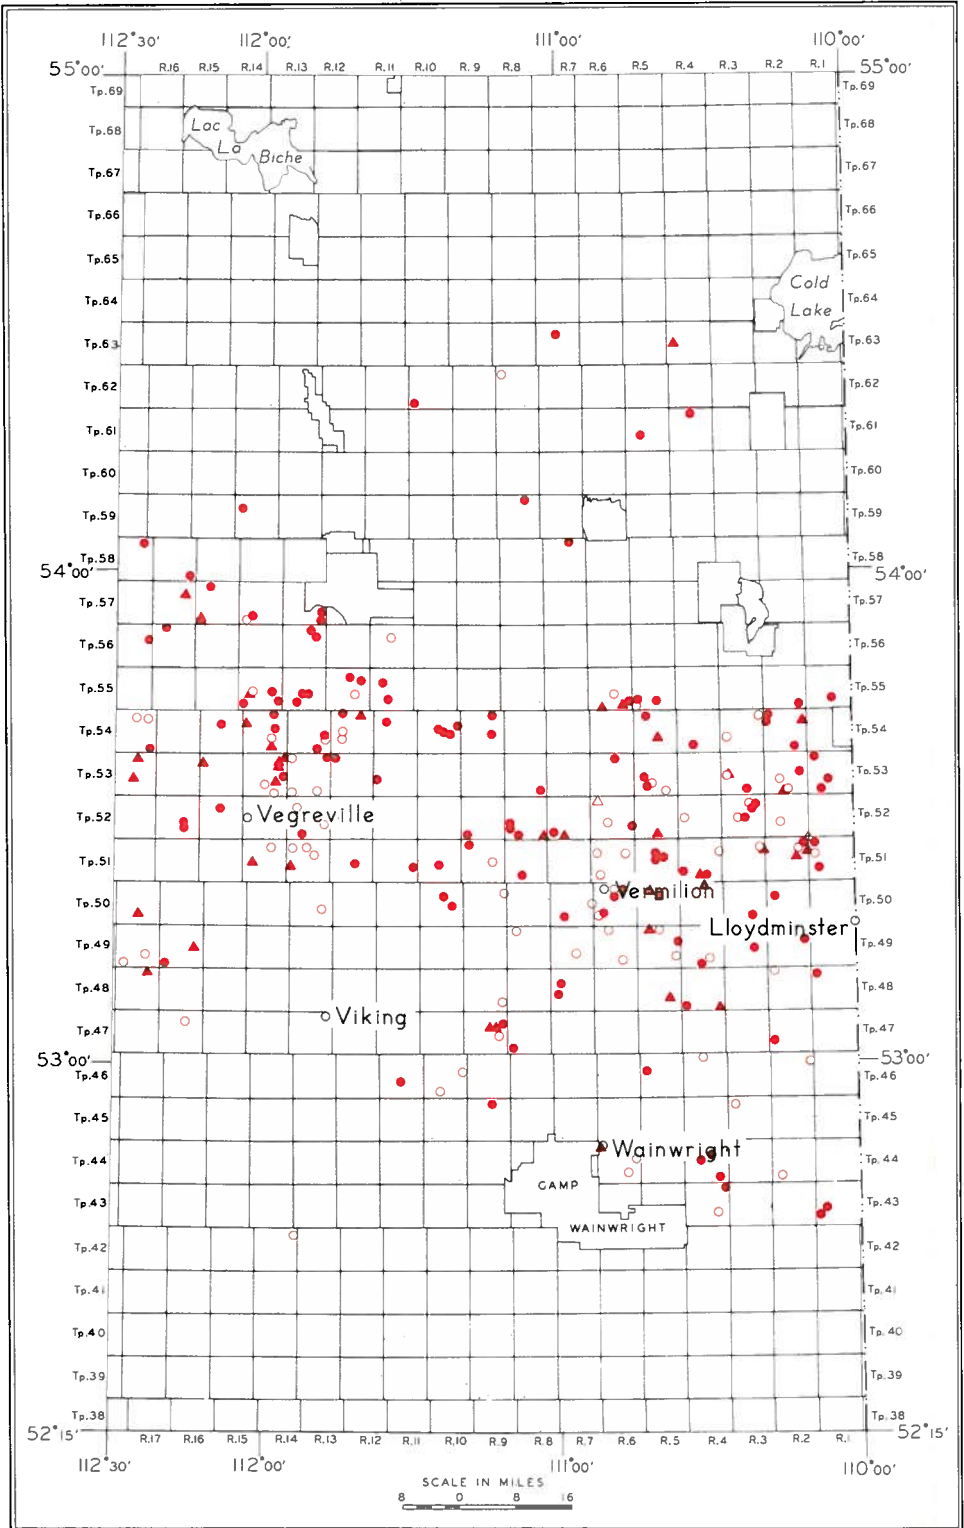 112°30′ 112°00′ 111°00′ 110°00′
55°00′ R.16 R.15 R.14 R.13 R.12 R.11 R.10 R.9 R.8 R.7 R.6 R.5 R.4 R.3 R.2 R.1 55°00′
Tp.69 Tp.69
Tp.68 Lac La Biche Tp.68
Tp.67 Tp.67
Tp.66 Tp.66
Tp.65 Tp.65
Tp.64 Cold Lake Tp.64
Tp.63 Tp.63
Tp.62 Tp.62
Tp.61 Tp.61
Tp.60 Tp.60
Tp.59 Tp.59
Tp.58 Tp.58
54°00′ 54°00′
Tp.57 Tp.57
Tp.56 Tp.56
Tp.55 Tp.55
Tp.54 Tp.54
Tp.53 Tp.53
Tp.52 Vegreville Tp.52
Tp.51 Tp.51
Tp.50 Vermilion Tp.50
Lloydminster
Tp.49 Tp.49
Tp.48 Tp.48
Tp.47 Viking Tp.47
53°00′ 53°00′
Tp.46 Tp.46
Tp.45 Tp.45
Tp.44 Wainwright Tp.44
CAMP
Tp.43 Tp.43
WAINWRIGHT
Tp.42 Tp.42
Tp.41 Tp.41
Tp.40 Tp.40
Tp.39 Tp.39
Tp.38 Tp.38
52°15′ R.17 R.16 R.15 R.14 R.13 R.12 R.11 R.10 R.9 R.8 R.7 R.6 R.5 R.4 R.3 R.2 R.1 52°15′
112°30′ 112°00′ 111°00′ 110°00′
SCALE IN MILES
8 0 8 16